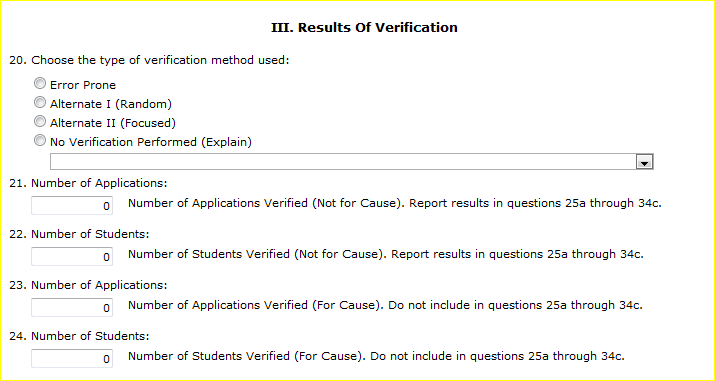 III. Results Of Verification
20. Choose the type of verification method used:
Error Prone
Alternate I (Random)
Alternate II (Focused)
No Verification Performed (Explain)
21. Number of Applications:
0 Number of Applications Verified (Not for Cause). Report results in questions 25a through 34c.
22. Number of Students:
0 Number of Students Verified (Not for Cause). Report results in questions 25a through 34c.
23. Number of Applications:
0 Number of Applications Verified (For Cause). Do not include in questions 25a through 34c.
24. Number of Students:
0 Number of Students Verified (For Cause). Do not include in questions 25a through 34c.